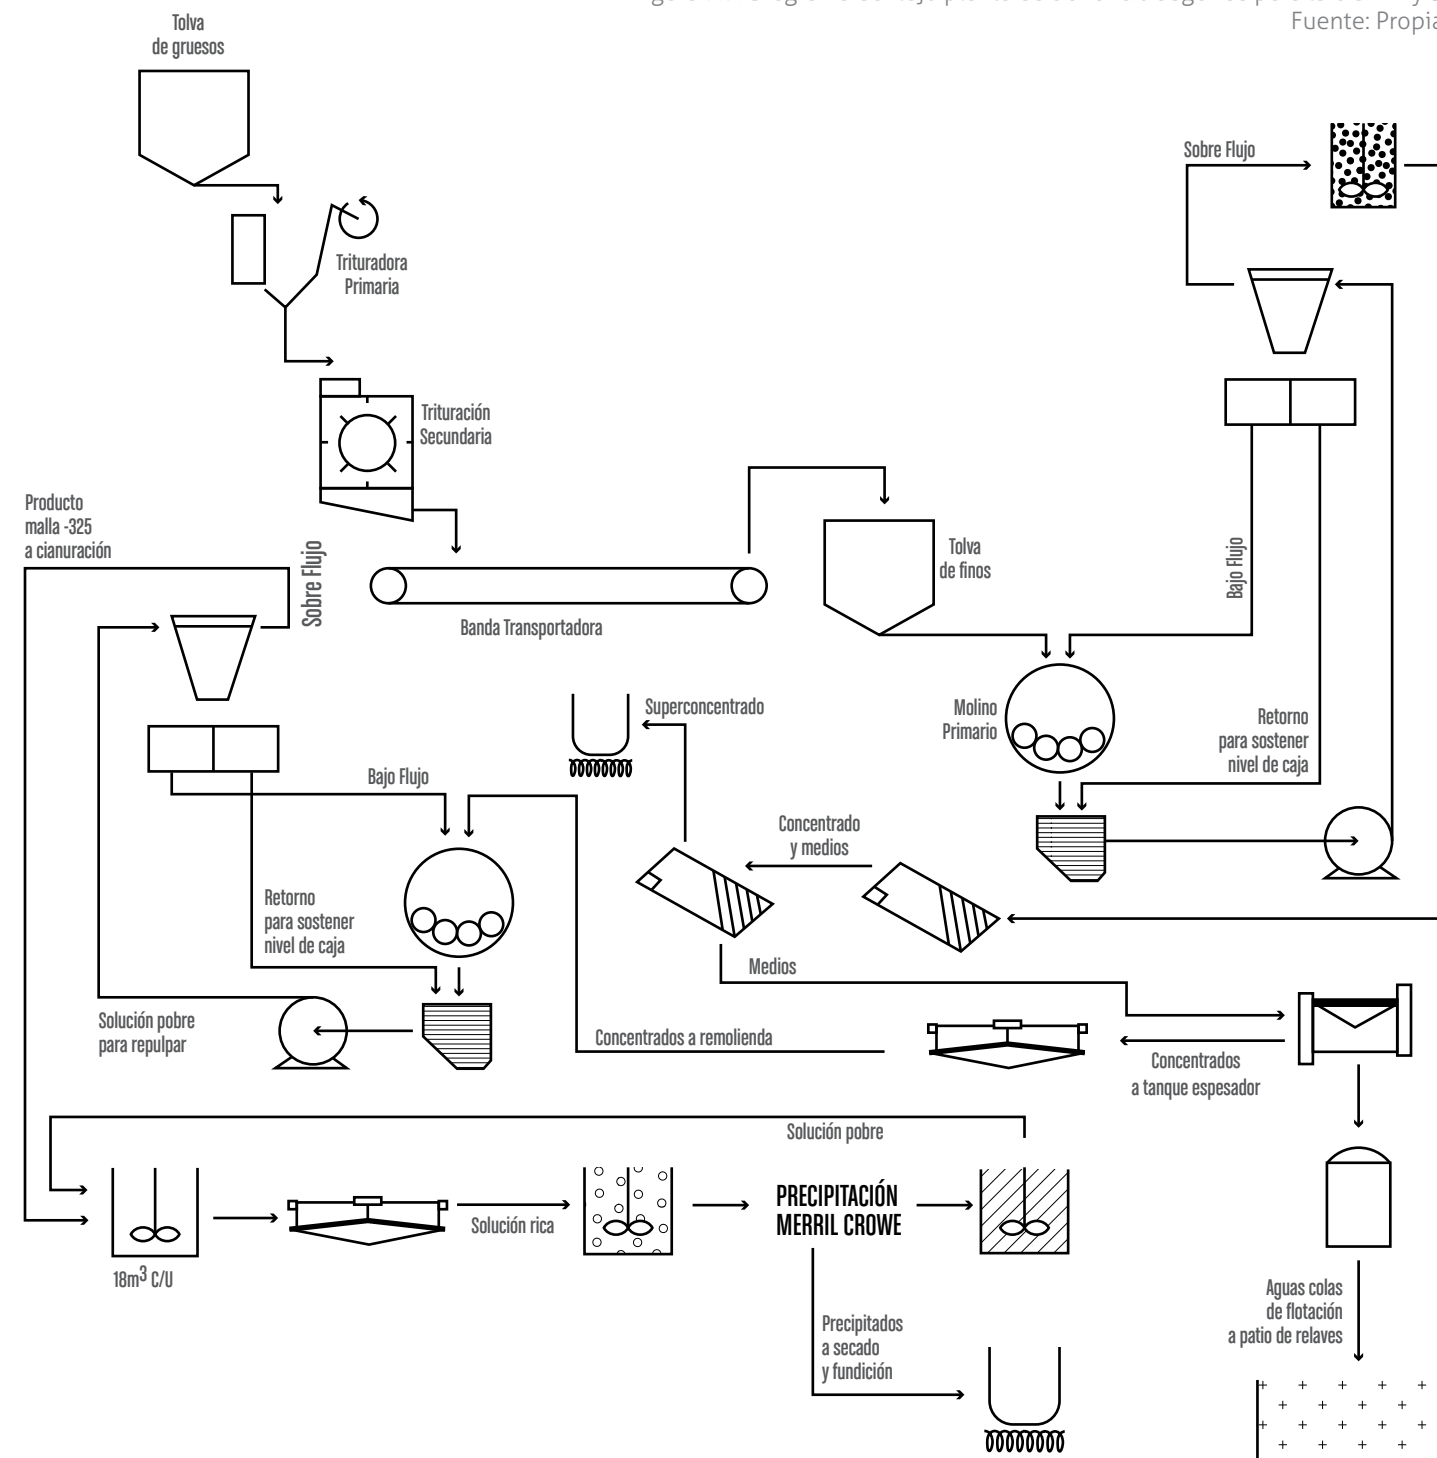 Fuente: Propia
Tolva
de gruesos
Sobre Flujo
Trituradora
Primaria
Trituración
Secundaria
Producto
malla -325
a cianuración
Sobre Flujo
Banda Transportadora
Tolva
de finos
Bajo Flujo
Superconcentrado
Molino
Primario
Retorno
para sostener
nivel de caja
Bajo Flujo
Concentrado
y medios
Retorno
para sostener
nivel de caja
Medios
Solución pobre
para repulpar
Concentrados a remolienda
Concentrados
a tanque espesador
Solución pobre
PRECIPITACIÓN
MERRIL CROWE
Solución rica
18m3 C/U
Aguas colas
de flotación
a patio de relaves
Precipitados
a secado
y fundición